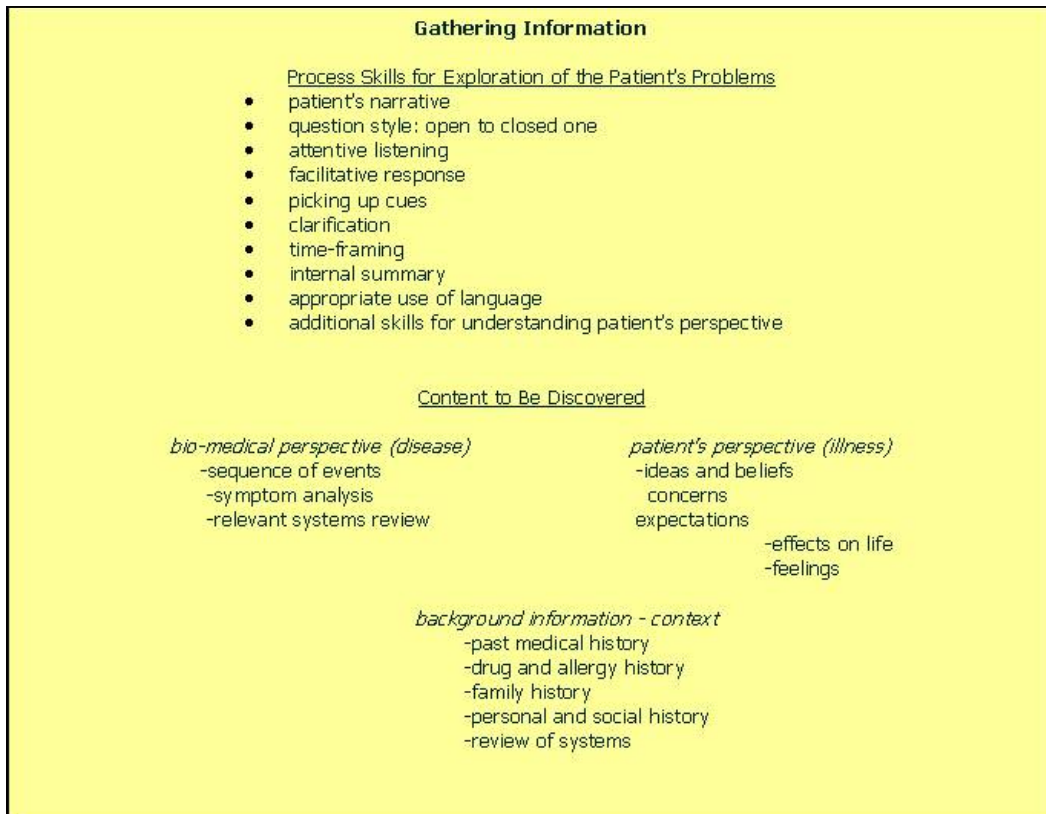 Gathering Information
Process Skills for Exploration of the Patient's Problems
• patient's narrative
• question style: open to closed one
• attentive listening
• facilitative response
• picking up cues
• clarification
• time-framing
• internal summary
• appropriate use of language
• additional skills for understanding patient's perspective
Content to Be Discovered
bio-medical perspective (disease)
-sequence of events
-symptom analysis
-relevant systems review
patient's perspective (illness)
-ideas and beliefs
concerns
expectations
-effects on life
-feelings
background information - context
-past medical history
-drug and allergy history
-family history
-personal and social history
-review of systems